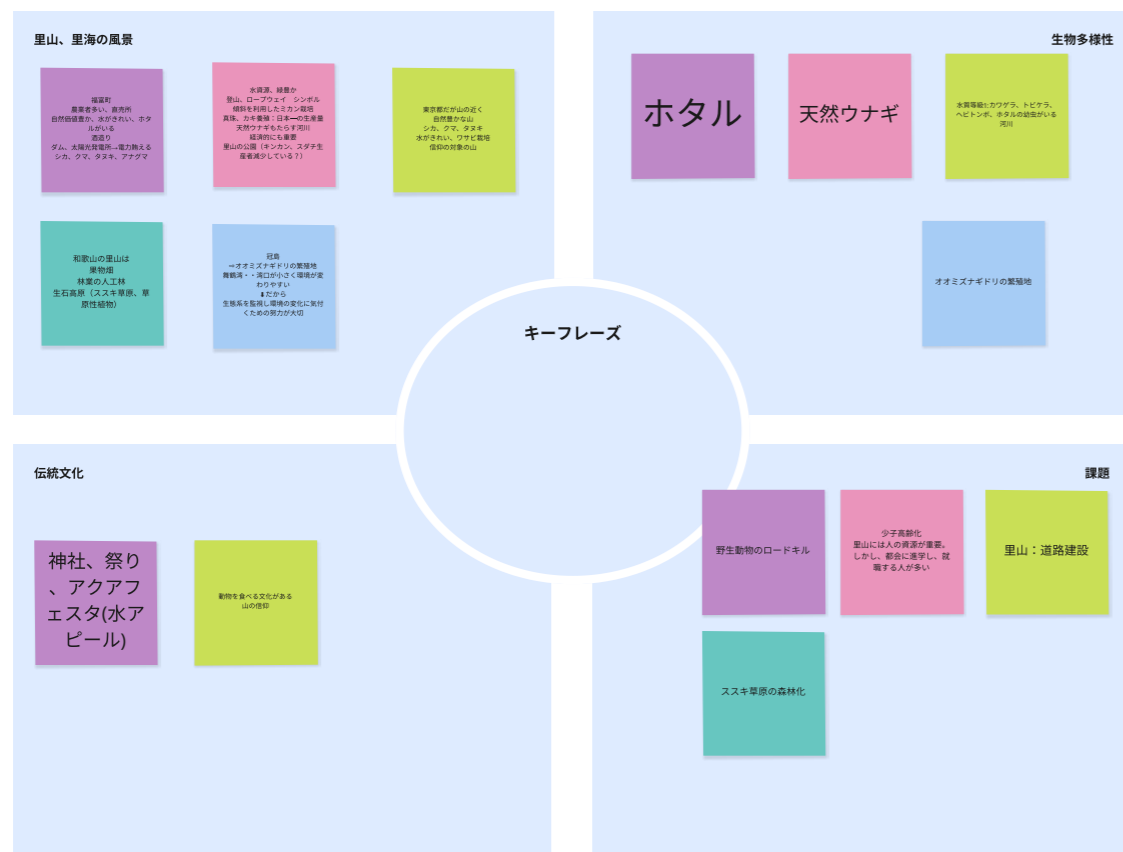 里山、里海の風景
福富町
農業者多い、直売所
自然価値豊か、水がきれい、ホタ
ルがいる
酒造り
ダム、太陽光発電所→電力賄える
シカ、クマ、タヌキ、アナグマ
水資源、緑豊か
登山、ロープウェイ　シンボル
傾斜を利用したミカン栽培
真珠、カキ養殖：日本一の生産量
天然ウナギもたらす河川
経済的にも重要
里山の公園（キンカン、スダチ生
産者減少している？）
東京都だが山の近く
自然豊かな山
シカ、クマ、タヌキ
水がきれい、ワサビ栽培
信仰の対象の山
和歌山の里山は
果物畑
林業の人工林
生石高原（ススキ草原、草
原性植物）
冠島
＝オオミズナギドリの繁殖地
舞鶴湾・・湾口が小さく環境が変
わりやすい
⬇だから
生態系を監視し環境の変化に気付
くための努力が大切
生物多様性
ホタル
天然ウナギ
水質等級1:カワゲラ、トビケラ、
ヘビトンボ、ホタルの幼虫がいる
河川
オオミズナギドリの繁殖地
キーフレーズ
伝統文化
神社、祭り
、アクアフ
ェスタ(水ア
ピール)
動物を食べる文化がある
山の信仰
課題
野生動物のロードキル
少子高齢化
里山には人の資源が重要。
しかし、都会に進学し、就
職する人が多い
里山：道路建設
ススキ草原の森林化